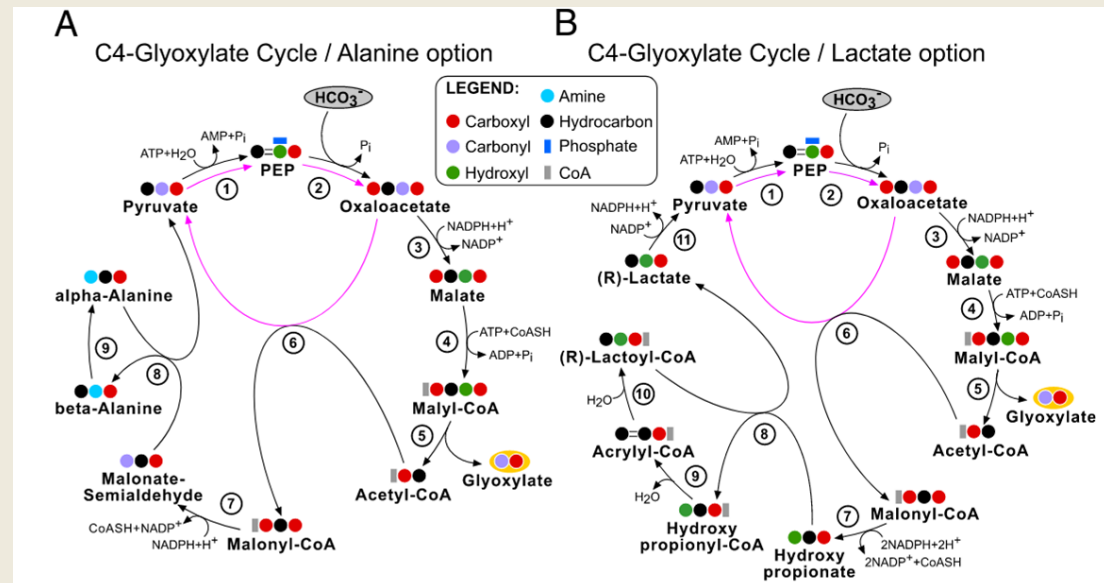 A
C4-Glyoxylate Cycle / Alanine option
HCO3-
AMP+Pi
ATP+H2O
PEP
Pi
1
2
Pyruvate
Oxaloacetate
3
NADPH+H+
NADP+
Malate
alpha-Alanine
4
ATP+CoASH
ADP+Pi
6
9
8
beta-Alanine
Malyl-CoA
5
Glyoxylate
Malonate-
Semialdehyde
Acetyl-CoA
7
CoASH+NADP+
NADPH+H+
Malonyl-CoA
LEGEND:
Carboxyl
Carbonyl
Hydroxyl
Amine
Hydrocarbon
Phosphate
CoA
B
C4-Glyoxylate Cycle / Lactate option
HCO3-
AMP+Pi
ATP+H2O
PEP
Pi
1
2
Pyruvate
Oxaloacetate
NADPH+H+
NADP+
11
3
NADPH+H+
NADP+
(R)-Lactate
Malate
4
ATP+CoASH
ADP+Pi
6
(R)-Lactoyl-CoA
Malyl-CoA
H2O
10
5
Glyoxylate
Acrylyl-CoA
8
Acetyl-CoA
H2O
9
Malonyl-CoA
Hydroxy
propionyl-CoA
7
2NADPH+2H+
2NADP++CoASH
Hydroxy
propionate